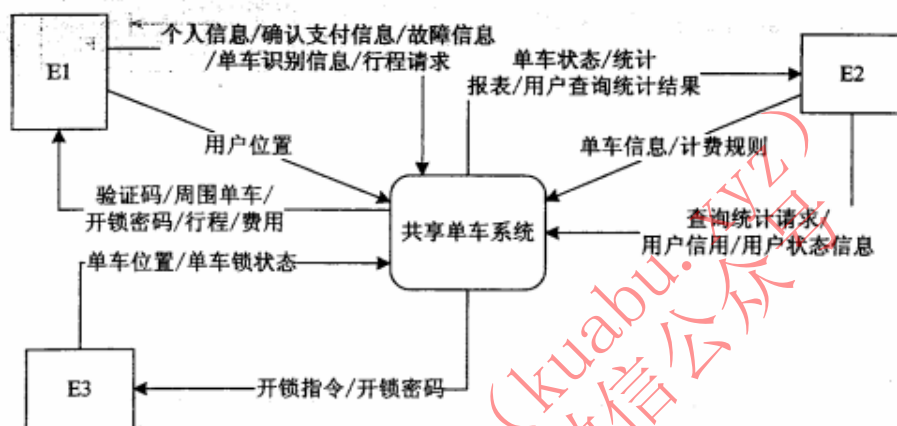 E1
个人信息/确认支付信息/故障信息
/单车识别信息/行程请求
单车状态/统计
报表/用户查询统计结果
E2
用户位置
单车信息/计费规则
验证码/周围单车/
开锁密码/行程/费用
共享单车系统
查询统计请求/
用户信用/用户状态信息
单车位置/单车锁状态
E3
开锁指令/开锁密码
(kuabu.xyz)
微信公众号